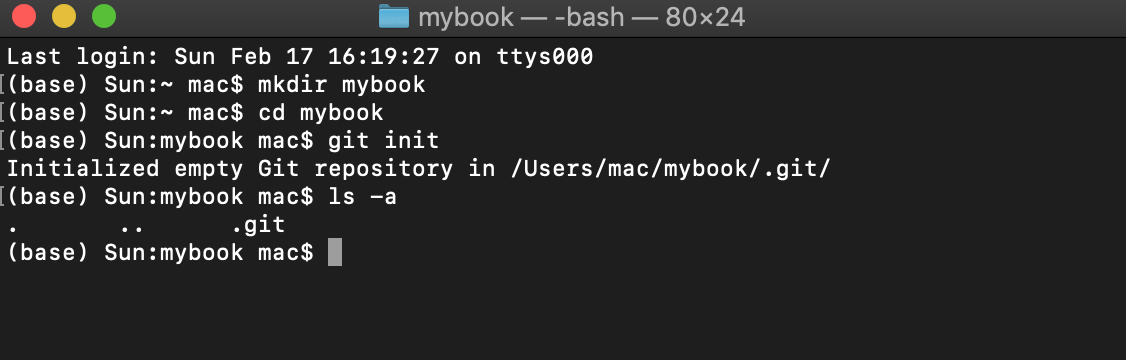 mybook — -bash — 80×24
Last login: Sun Feb 17 16:19:27 on ttys000
(base) Sun:~ mac$ mkdir mybook
(base) Sun:~ mac$ cd mybook
(base) Sun:mybook mac$ git init
Initialized empty Git repository in /Users/mac/mybook/.git/
(base) Sun:mybook mac$ ls -a
. .. .git
(base) Sun:mybook mac$